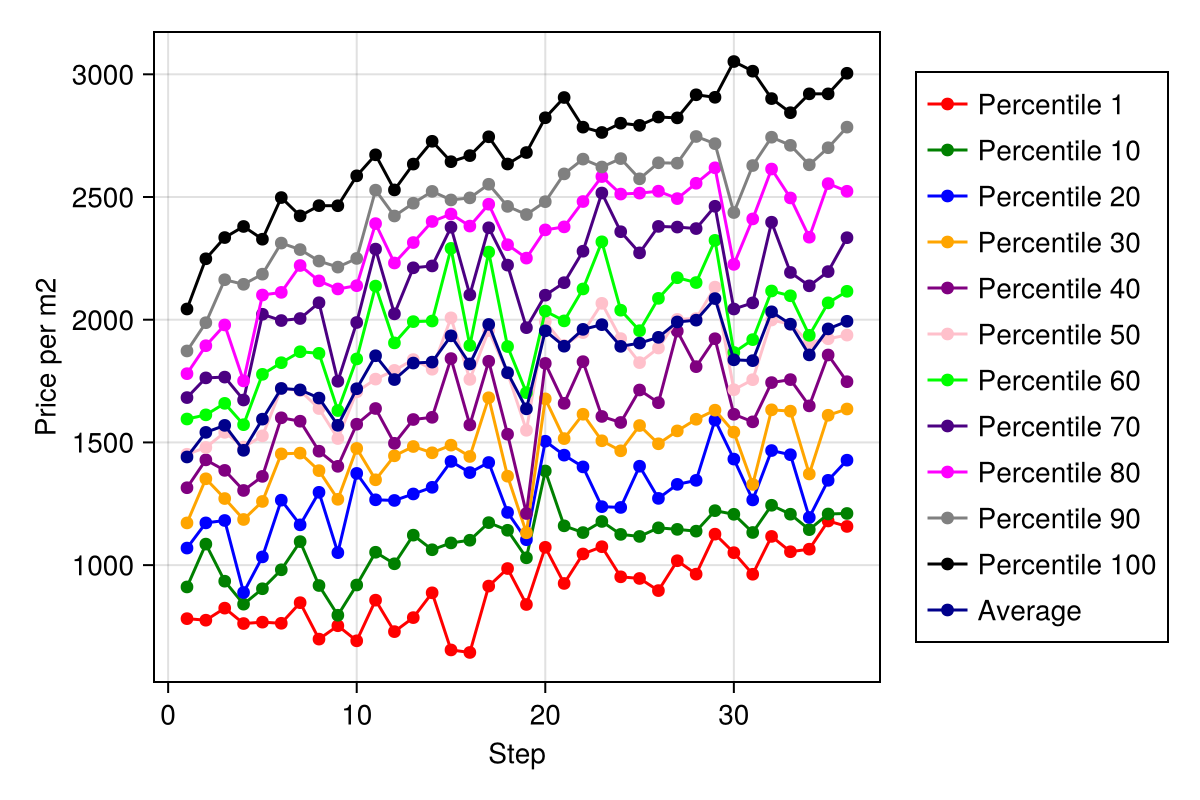 Price per m2
3000
2500
2000
1500
1000
0
10
20
30
Step
Percentile 1
Percentile 10
Percentile 20
Percentile 30
Percentile 40
Percentile 50
Percentile 60
Percentile 70
Percentile 80
Percentile 90
Percentile 100
Average